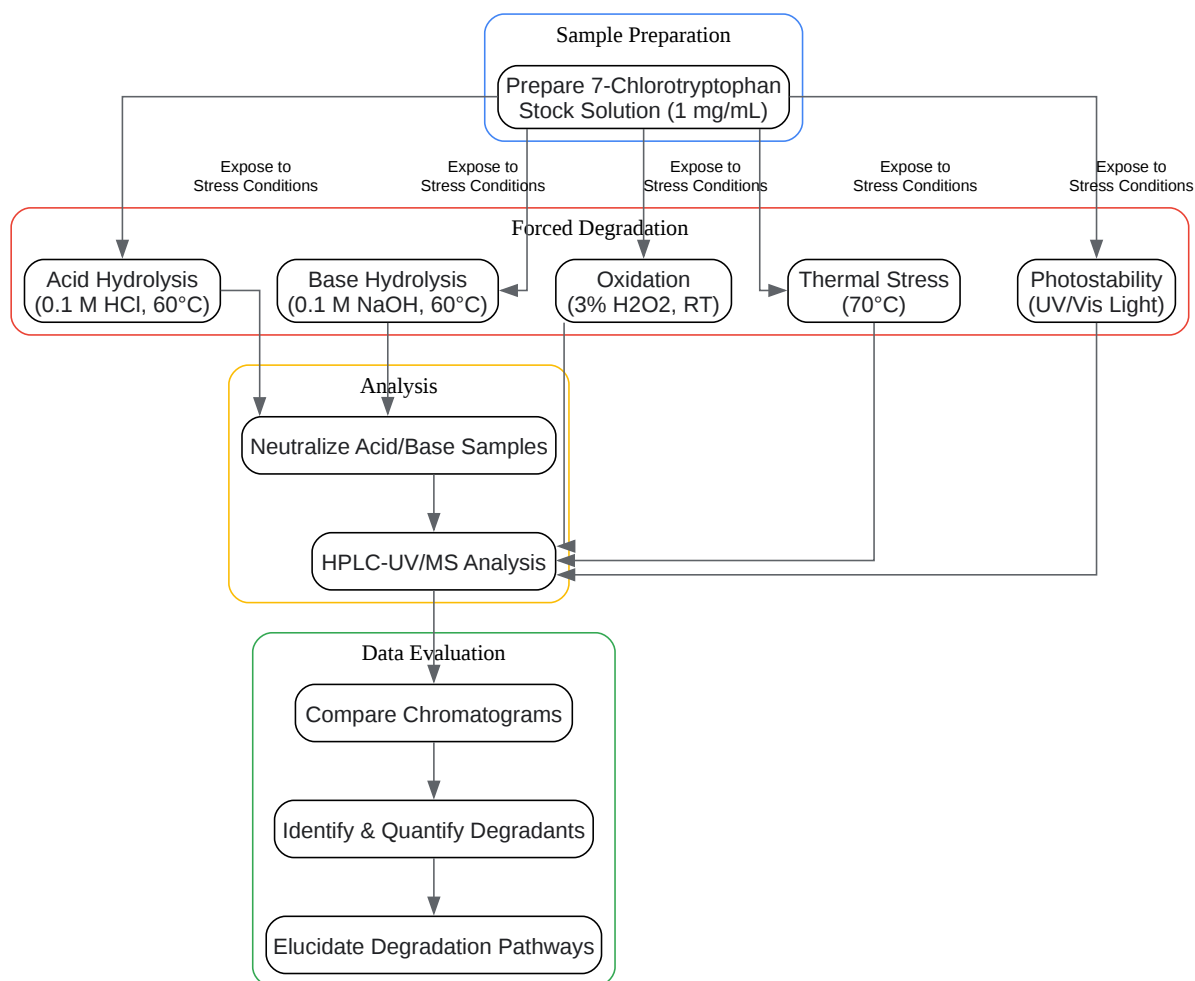 Sample Preparation
Prepare 7-Chlorotryptophan
Stock Solution (1 mg/mL)
Expose to
Stress Conditions
Expose to
Stress Conditions
Expose to
Stress Conditions
Expose to
Stress Conditions
Expose to
Stress Conditions
Forced Degradation
Acid Hydrolysis
(0.1 M HCl, 60°C)
Base Hydrolysis
(0.1 M NaOH, 60°C)
Oxidation
(3% H2O2, RT)
Thermal Stress
(70°C)
Photostability
(UV/Vis Light)
Analysis
Neutralize Acid/Base Samples
HPLC-UV/MS Analysis
Data Evaluation
Compare Chromatograms
Identify & Quantify Degradants
Elucidate Degradation Pathways